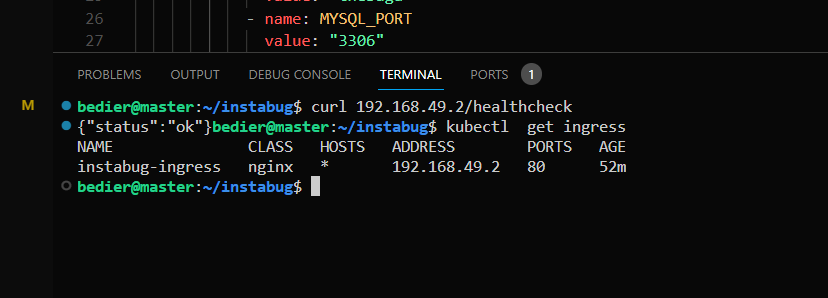 26 - name: MYSQL_PORT
27 value: "3306"
PROBLEMS OUTPUT DEBUG CONSOLE TERMINAL PORTS 1
M
bedier@master:~/instabug$ curl 192.168.49.2/healthcheck
{"status":"ok"}bedier@master:~/instabug$ kubectl  get ingress
NAME CLASS HOSTS ADDRESS PORTS AGE
instabug-ingress nginx * 192.168.49.2 80 52m
bedier@master:~/instabug$